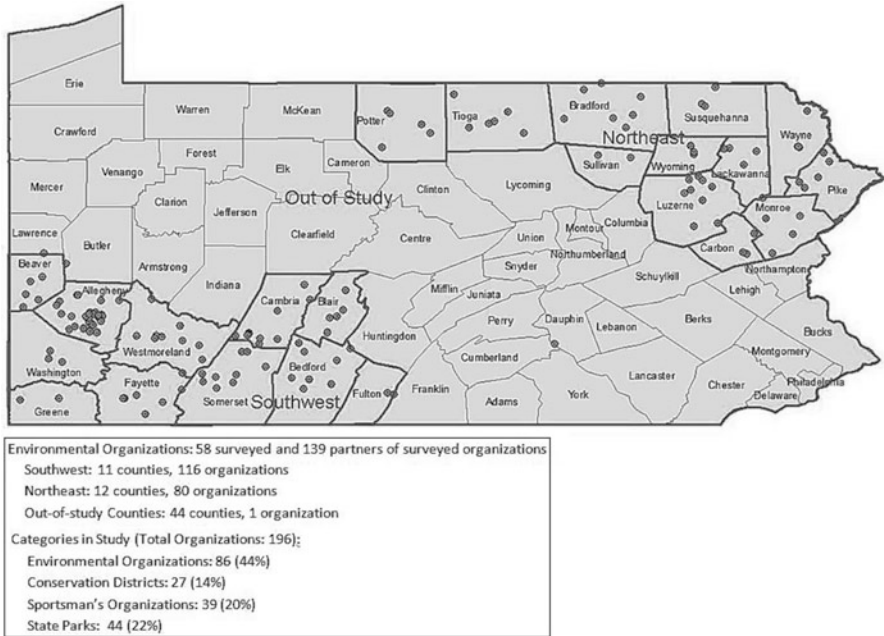 Erie
Warren
McKean
Potter
Tioga
Bradford
Susquehanna
Crawford
Northeast
Wayne
Forest
Cameron
Sullivan
Wyoming
Lackawanna
Venango
Elk
Mercer
Clinton
Lycoming
Pike
Clarion
Out of Study
Luzerne
Monroe
Jefferson
Lawrence
Butler
Clearfield
Centre
Union
Montour
Columbia
Carbon
Beaver
Armstrong
Snyder
Northumberland
Northampton
Allegheny
Indiana
Schuylkill
Mifflin
Juniata
Lehigh
Cambria
Blair
Huntingdon
Perry
Dauphin
Lebanon
Berks
Bucks
Westmoreland
Washington
Cumberland
Montgomery
Bedford
Lancaster
Philadelphia
Fayette
Somerset
Southwest
Fulton
Franklin
Adams
York
Chester
Delaware
Greene
Environmental Organizations: 58 surveyed and 139 partners of surveyed organizations
Southwest: 11 counties, 116 organizations
Northeast: 12 counties, 80 organizations
Out-of-study Counties: 44 counties, 1 organization
Categories in Study (Total Organizations: 196):
Environmental Organizations: 86 (44%)
Conservation Districts: 27 (14%)
Sportsman's Organizations: 39 (20%)
State Parks: 44 (22%)